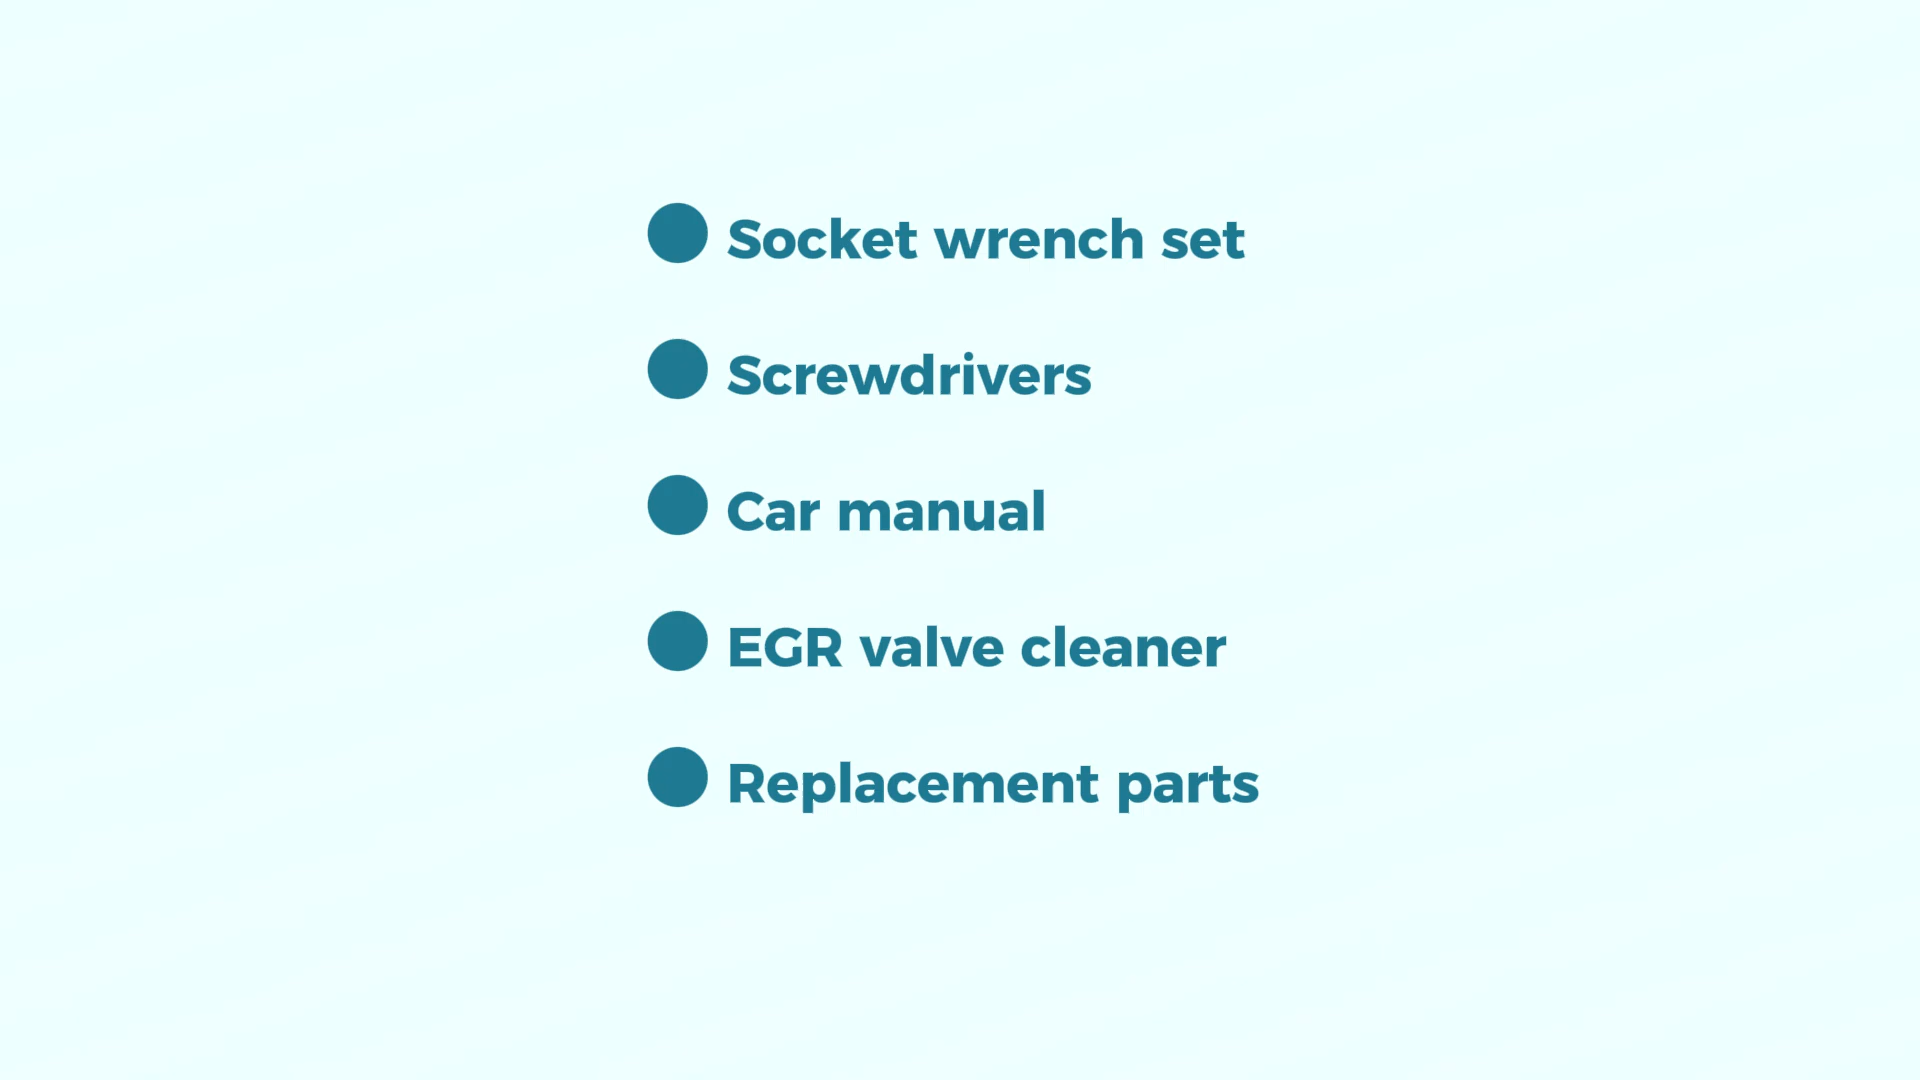 Socket wrench set
Screwdrivers
Car manual
EGR valve cleaner
Replacement parts